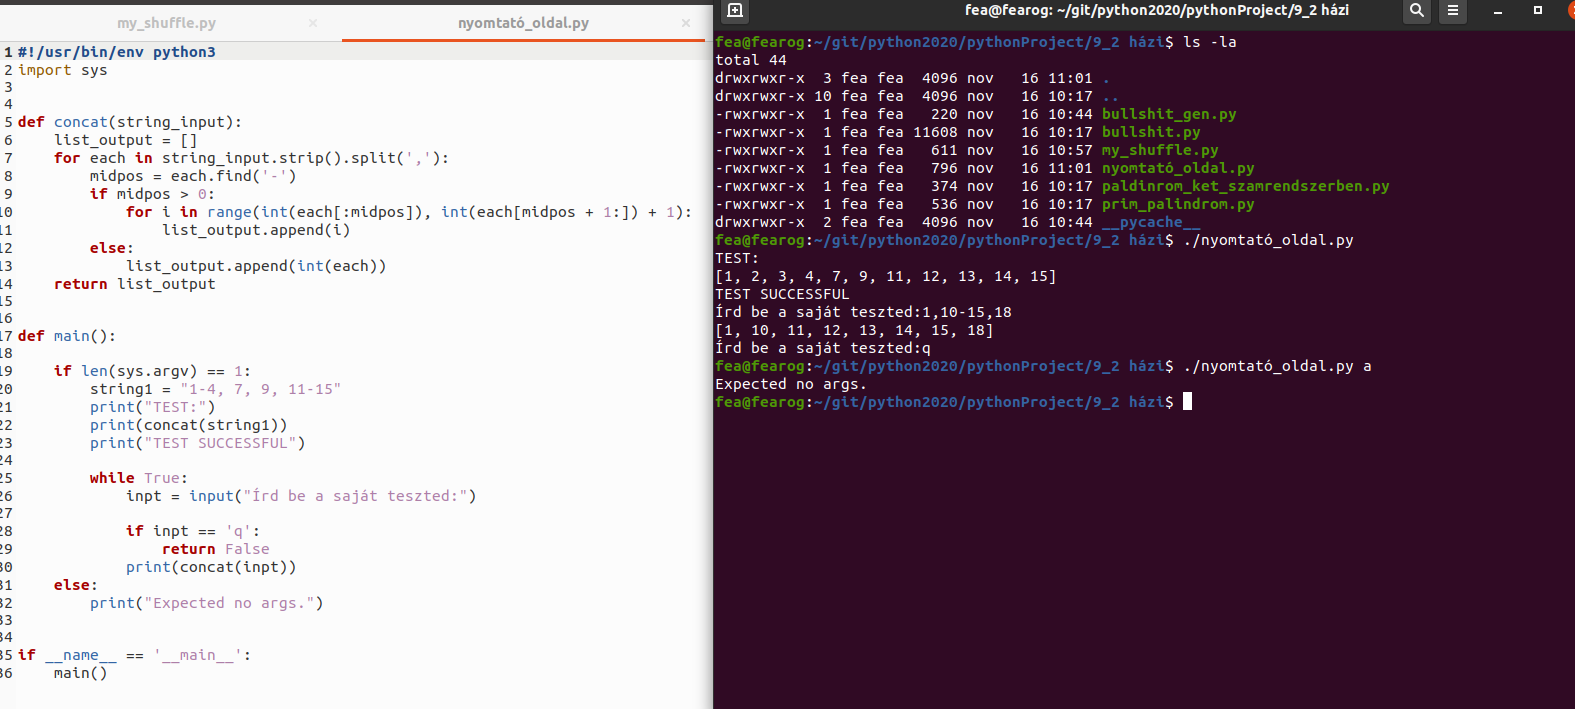 my_shuffle.py × nyomtató_oldal.py ×
1 #!/usr/bin/env python3
2 import sys
3
4
5 def concat(string_input):
6     list_output = []
7     for each in string_input.strip().split(','):
8         midpos = each.find('-')
9         if midpos > 0:
10             for i in range(int(each[:midpos]), int(each[midpos + 1:]) + 1):
11                 list_output.append(i)
12         else:
13             list_output.append(int(each))
14     return list_output
15
16
17 def main():
18
19     if len(sys.argv) == 1:
20         string1 = "1-4, 7, 9, 11-15"
21         print("TEST:")
22         print(concat(string1))
23         print("TEST SUCCESSFUL")
24
25         while True:
26             inpt = input("Írd be a saját teszted:")
27
28             if inpt == 'q':
29                 return False
30             print(concat(inpt))
31     else:
32         print("Expected no args.")
33
34
35 if __name__ == '__main__':
36     main()
fea@fearog: ~/git/python2020/pythonProject/9_2 házi
fea@fearog:~/git/python2020/pythonProject/9_2 házi$ ls -la
total 44
drwxrwxr-x  3 fea fea  4096 nov   16 11:01 .
drwxrwxr-x 10 fea fea  4096 nov   16 10:17 ..
-rwxrwxr-x  1 fea fea   220 nov   16 10:44 bullshit_gen.py
-rwxrwxr-x  1 fea fea 11608 nov   16 10:17 bullshit.py
-rwxrwxr-x  1 fea fea   611 nov   16 10:57 my_shuffle.py
-rwxrwxr-x  1 fea fea   796 nov   16 11:01 nyomtató_oldal.py
-rwxrwxr-x  1 fea fea   374 nov   16 10:17 paldinrom_ket_szamrendszerben.py
-rwxrwxr-x  1 fea fea   536 nov   16 10:17 prim_palindrom.py
drwxrwxr-x  2 fea fea  4096 nov   16 10:44 __pycache__
fea@fearog:~/git/python2020/pythonProject/9_2 házi$ ./nyomtató_oldal.py
TEST:
[1, 2, 3, 4, 7, 9, 11, 12, 13, 14, 15]
TEST SUCCESSFUL
Írd be a saját teszted:1,10-15,18
[1, 10, 11, 12, 13, 14, 15, 18]
Írd be a saját teszted:q
fea@fearog:~/git/python2020/pythonProject/9_2 házi$ ./nyomtató_oldal.py a
Expected no args.
fea@fearog:~/git/python2020/pythonProject/9_2 házi$